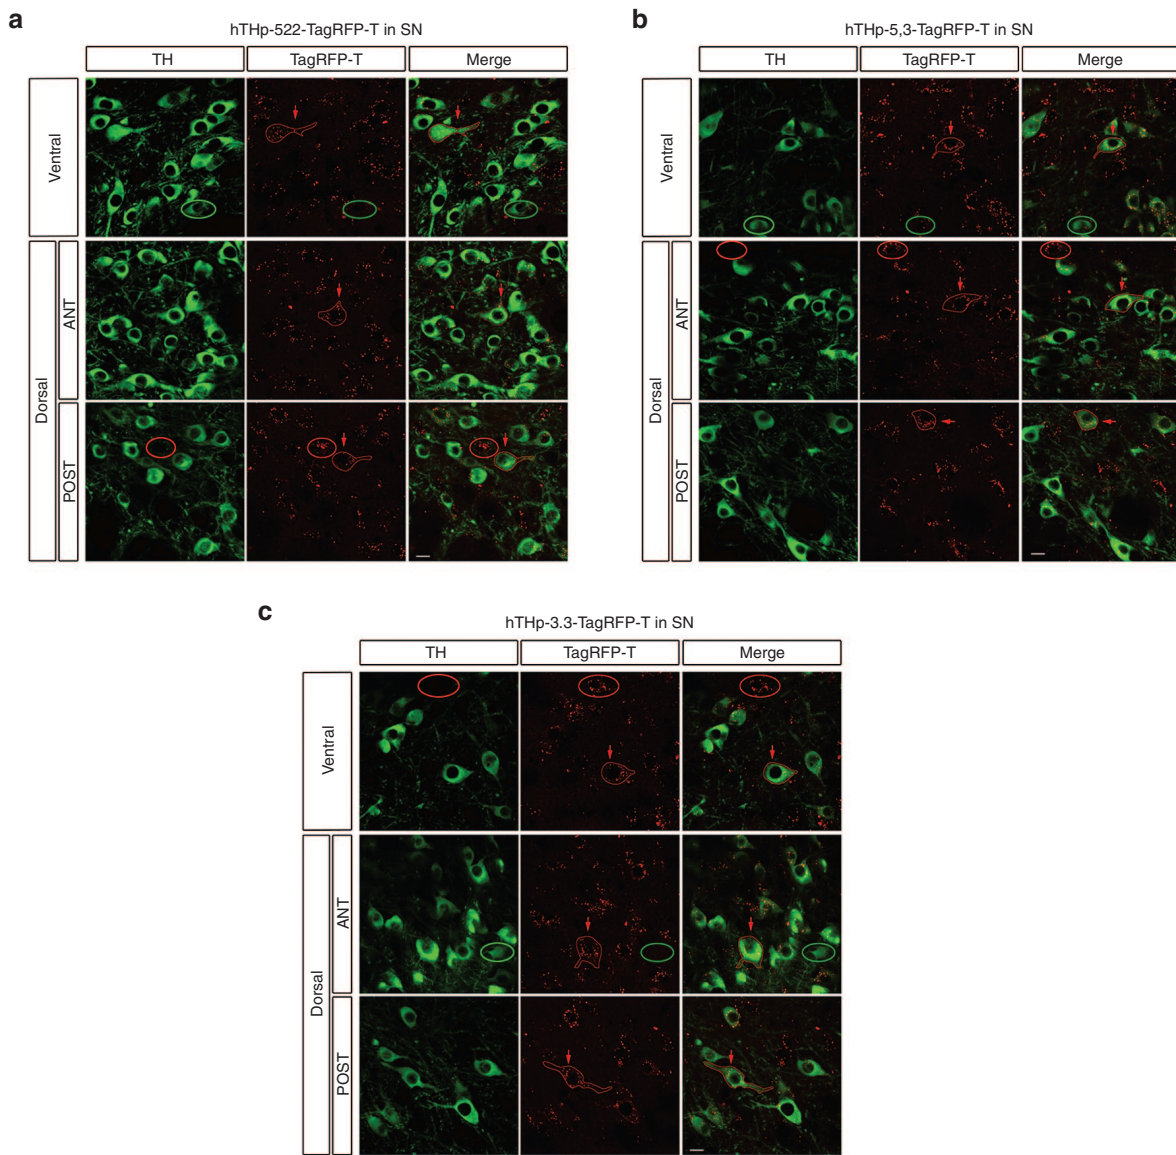 a
hTHp-522-TagRFP-T in SN
TH TagRFP-T Merge
Ventral
Dorsal
ANT
POST
b
hTHp-5,3-TagRFP-T in SN
TH TagRFP-T Merge
Ventral
Dorsal
ANT
POST
c
hTHp-3.3-TagRFP-T in SN
TH TagRFP-T Merge
Ventral
Dorsal
ANT
POST